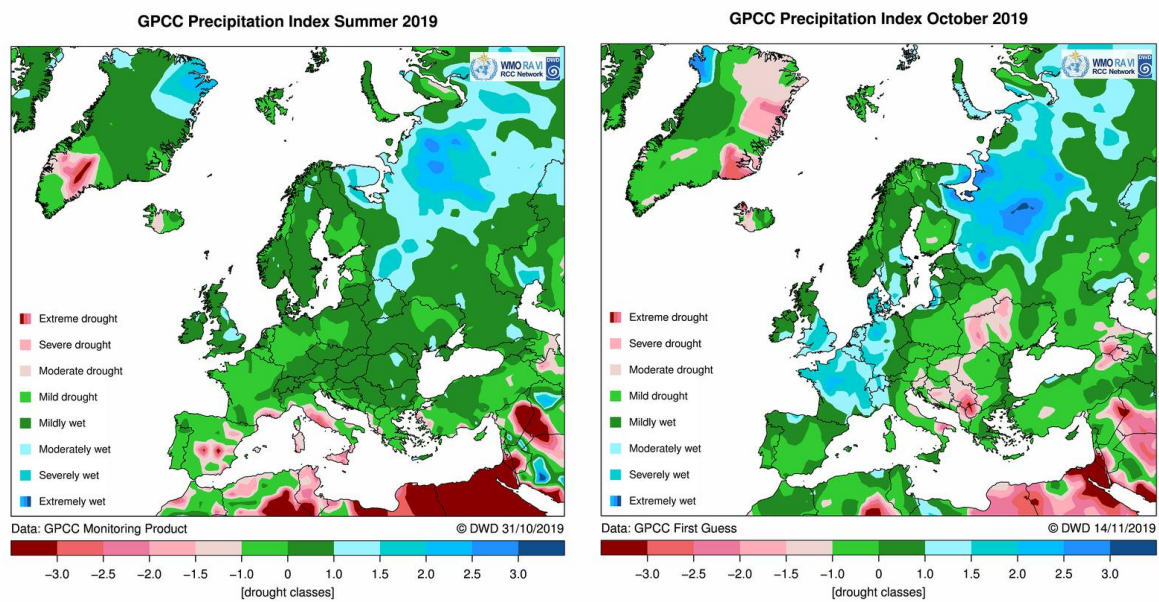 GPCC Precipitation Index Summer 2019
WMO RA VI
RCC Network
DWD
Extreme drought
Severe drought
Moderate drought
Mild drought
Mildly wet
Moderately wet
Severely wet
Extremely wet
Data: GPCC Monitoring Product
© DWD 31/10/2019
−3.0 −2.5 −2.0 −1.5 −1.0 0 1.0 1.5 2.0 2.5 3.0
[drought classes]
GPCC Precipitation Index October 2019
WMO RA VI
RCC Network
DWD
Extreme drought
Severe drought
Moderate drought
Mild drought
Mildly wet
Moderately wet
Severely wet
Extremely wet
Data: GPCC First Guess
© DWD 14/11/2019
−3.0 −2.5 −2.0 −1.5 −1.0 0 1.0 1.5 2.0 2.5 3.0
[drought classes]